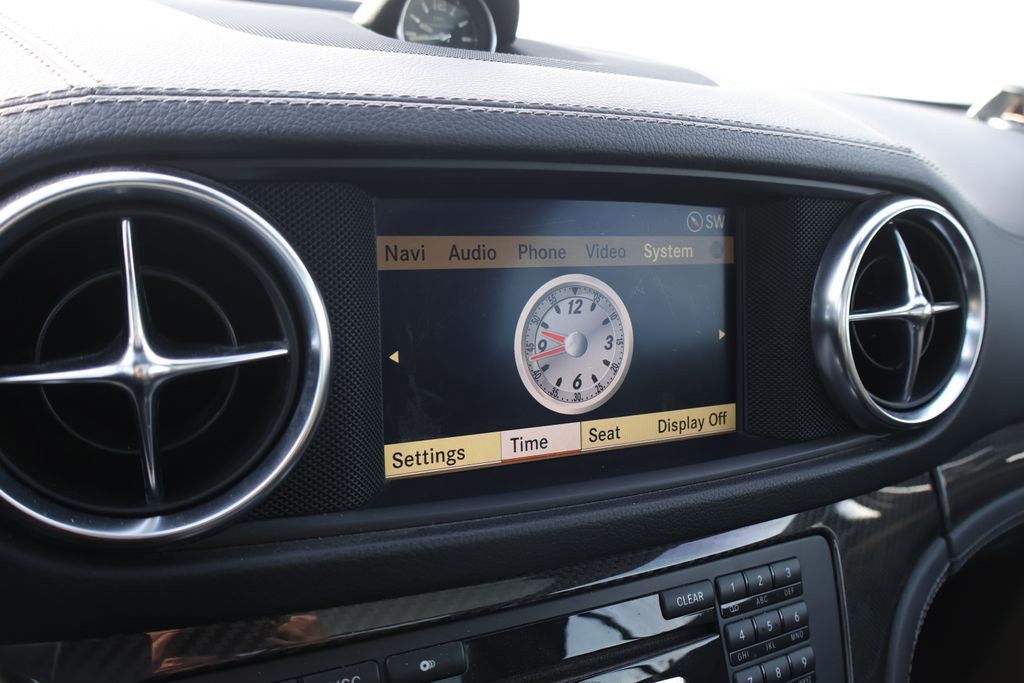 SW
Navi Audio Phone Video System
12
3
6
9
Settings Time Seat Display Off
CLEAR
1 2 3
ABC DEF
4 5 6
GHI JKL MNO
7 8 9